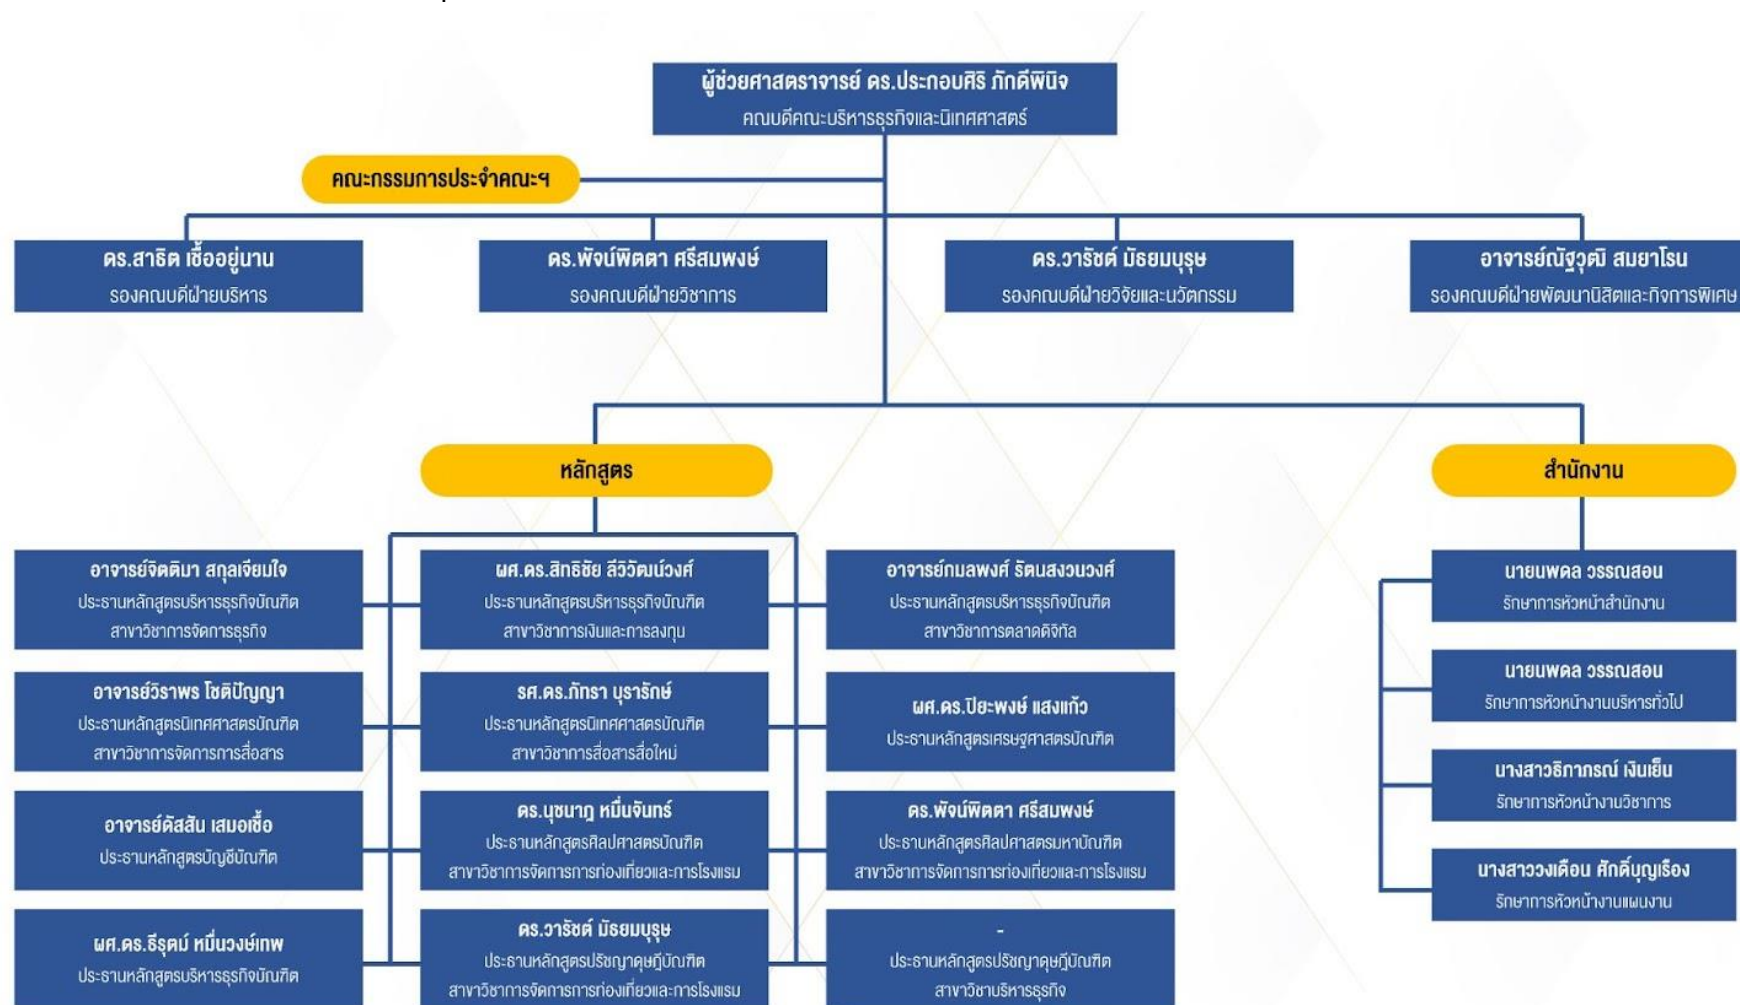 ผู้ช่วยศาสตราจารย์ ดร.ประกอบศิริ ภักดีพินิจ
คณบดีคณะบริหารธุรกิจและนิเทศศาสตร์
คณะกรรมการประจำคณะฯ
ดร.สาธิต เชื้ออยู่นาน
รองคณบดีฝ่ายบริหาร
ดร.พัจน์พิตตา ศรีสมพงษ์
รองคณบดีฝ่ายวิชาการ
ดร.วารัชต์ มัธยมบุรุษ
รองคณบดีฝ่ายวิจัยและนวัตกรรม
อาจารย์ณัฐวุฒิ สมยาโรน
รองคณบดีฝ่ายพัฒนานิสิตและกิจการพิเศษ
หลักสูตร
สำนักงาน
อาจารย์จิตติมา สกุลเจียมใจ
ประธานหลักสูตรบริหารธุรกิจบัณฑิต
สาขาวิชาการจัดการธุรกิจ
ผศ.ดร.สิทธิชัย ลีวิวัฒน์วงศ์
ประธานหลักสูตรบริหารธุรกิจบัณฑิต
สาขาวิชาการเงินและการลงทุน
อาจารย์กมลพงศ์ รัตนสงวนวงศ์
ประธานหลักสูตรบริหารธุรกิจบัณฑิต
สาขาวิชาการตลาดดิจิทัล
อาจารย์วิราพร โชติปัญญา
ประธานหลักสูตรนิเทศศาสตรบัณฑิต
สาขาวิชาการจัดการการสื่อสาร
รศ.ดร.ภัทรา บุรารักษ์
ประธานหลักสูตรนิเทศศาสตรบัณฑิต
สาขาวิชาการสื่อสารสื่อใหม่
ผศ.ดร.ปิยะพงษ์ แสงแก้ว
ประธานหลักสูตรเศรษฐศาสตรบัณฑิต
อาจารย์ดัสสัน เสมอเชื้อ
ประธานหลักสูตรบัญชีบัณฑิต
ดร.นุชนาฎ หมื่นจันทร์
ประธานหลักสูตรศิลปศาสตรบัณฑิต
สาขาวิชาการจัดการการท่องเที่ยวและการโรงแรม
ดร.พัจน์พิตตา ศรีสมพงษ์
ประธานหลักสูตรศิลปศาสตรมหาบัณฑิต
สาขาวิชาการจัดการการท่องเที่ยวและการโรงแรม
ผศ.ดร.ธีรุตม์ หมื่นวงษ์เทพ
ประธานหลักสูตรบริหารธุรกิจบัณฑิต
ดร.วารัชต์ มัธยมบุรุษ
ประธานหลักสูตรปรัชญาดุษฎีบัณฑิต
สาขาวิชาการจัดการการท่องเที่ยวและการโรงแรม
-
ประธานหลักสูตรปรัชญาดุษฎีบัณฑิต
สาขาวิชาบริหารธุรกิจ
นายนพดล วรรณสอน
รักษาการหัวหน้าสำนักงาน
นายนพดล วรรณสอน
รักษาการหัวหน้างานบริหารทั่วไป
นางสาวธิภาภรณ์ เงินเย็น
รักษาการหัวหน้างานวิชาการ
นางสาววงเดือน ศักดิ์บุญเรือง
รักษาการหัวหน้างานแผนงาน